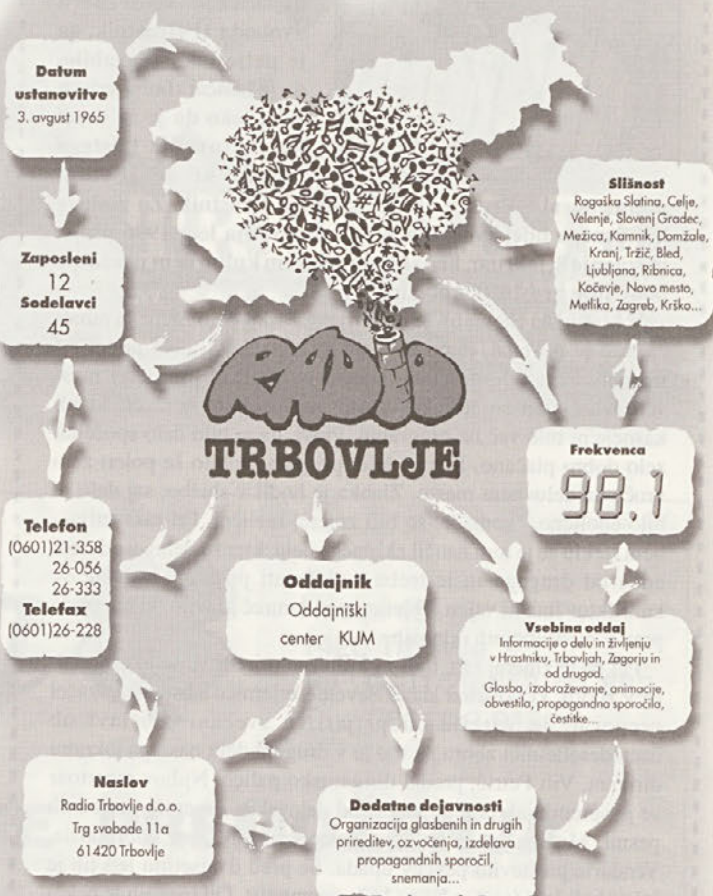 Datum
ustanovitve
3. avgust 1965
Slišnost
Rogaška Slatina, Celje,
Velenje, Slovenj Gradec,
Mežica, Kamnik, Domžale,
Kranj, Tržič, Bled,
Ljubljana, Ribnica,
Kočevje, Novo mesto,
Metlika, Zagreb, Krško...
Zaposleni
12
Sodelavci
45
RADIO
TRBOVLJE
Frekvenca
98.1
Telefon
(0601)21-358
26-056
26-333
Telefax
(0601)26-228
Oddajnik
Oddajniški
center KUM
Vsebina oddaj
Informacije o delu in življenju
v Hrastniku, Trbovljah, Zagorju in
od drugod.
Glasba, izobraževanje, animacije,
obvestila, propagandna sporočila,
čestitke...
Naslov
Radio Trbovlje d.o.o.
Trg svobode 11a
61420 Trbovlje
Dodatne dejavnosti
Organizacija glasbenih in drugih
prireditev, ozvočenja, izdelava
propagandnih sporočil,
snemanja...